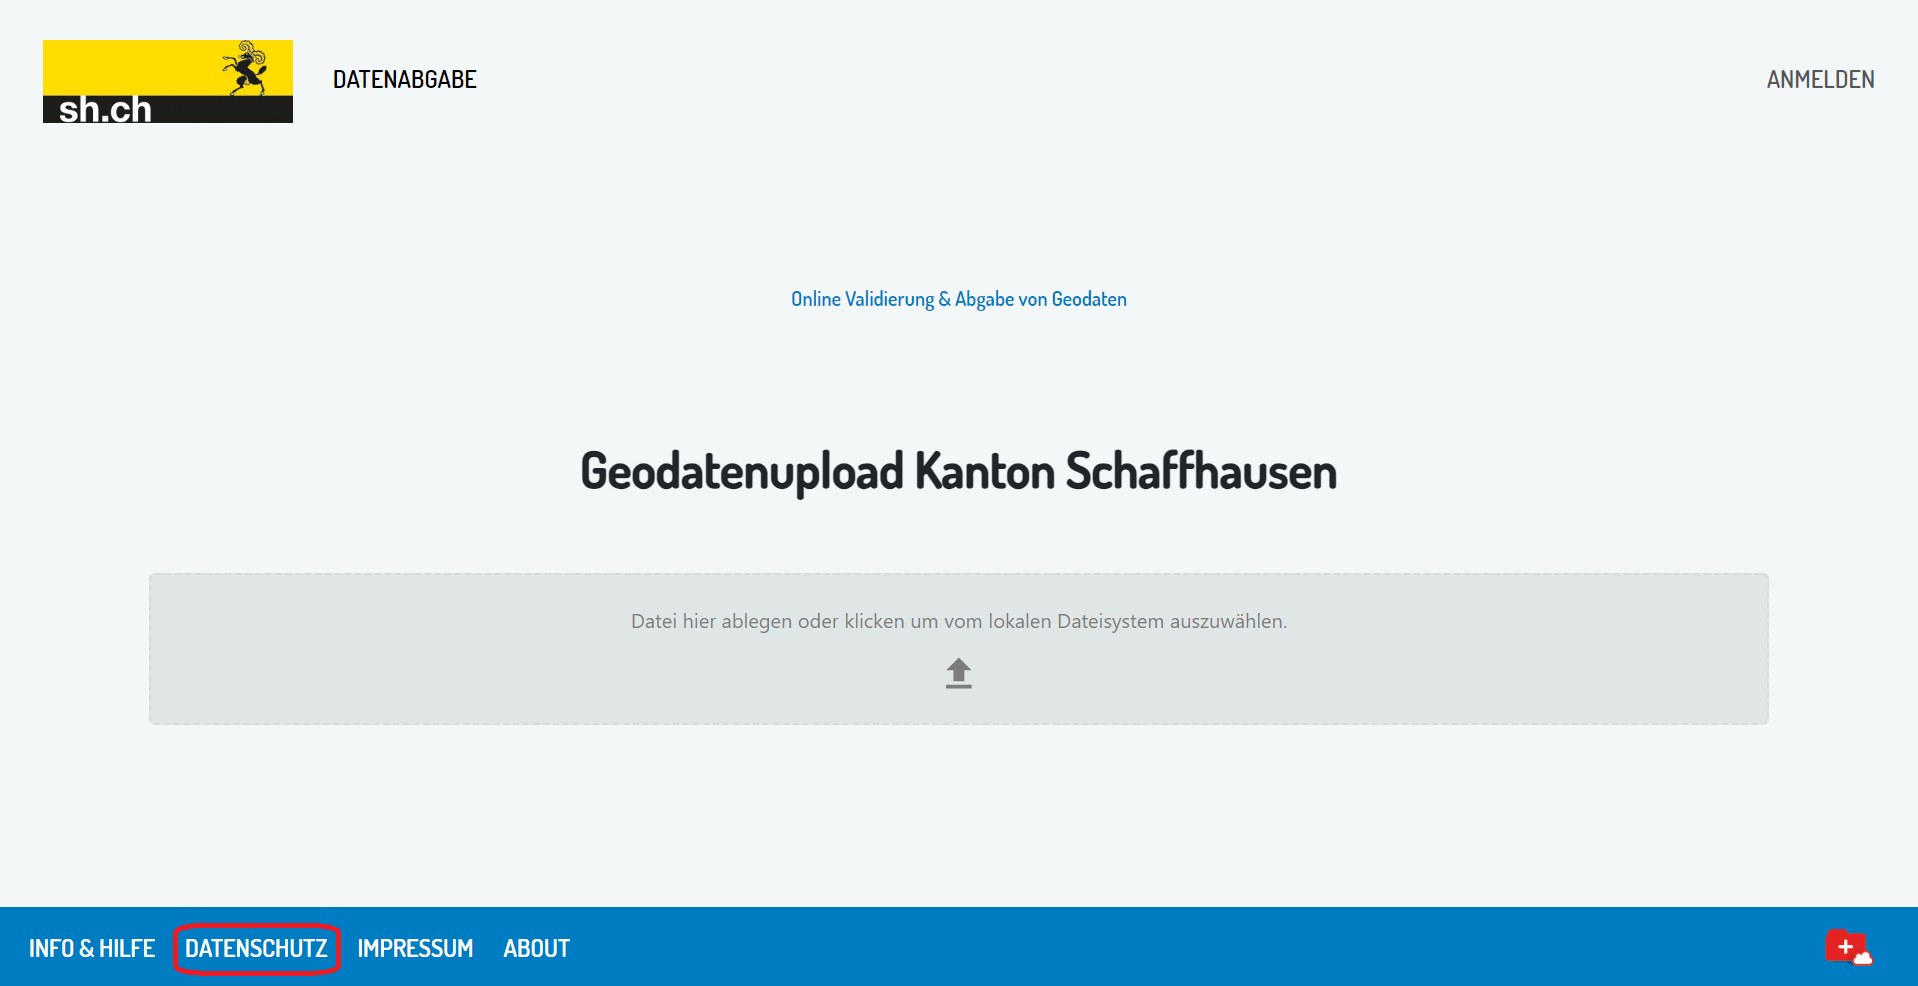 sh.ch
DATENABGABE
ANMELDEN
Online Validierung & Abgabe von Geodaten
Geodatenupload Kanton Schaffhausen
Datei hier ablegen oder klicken um vom lokalen Dateisystem auszuwählen.
INFO & HILFE
DATENSCHUTZ
IMPRESSUM
ABOUT